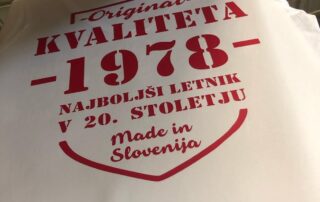 -Original-
KVALITETA
-1978-
NAJBOLJŠI LETNIK
V 20. STOLETJU
Made in
Slovenija